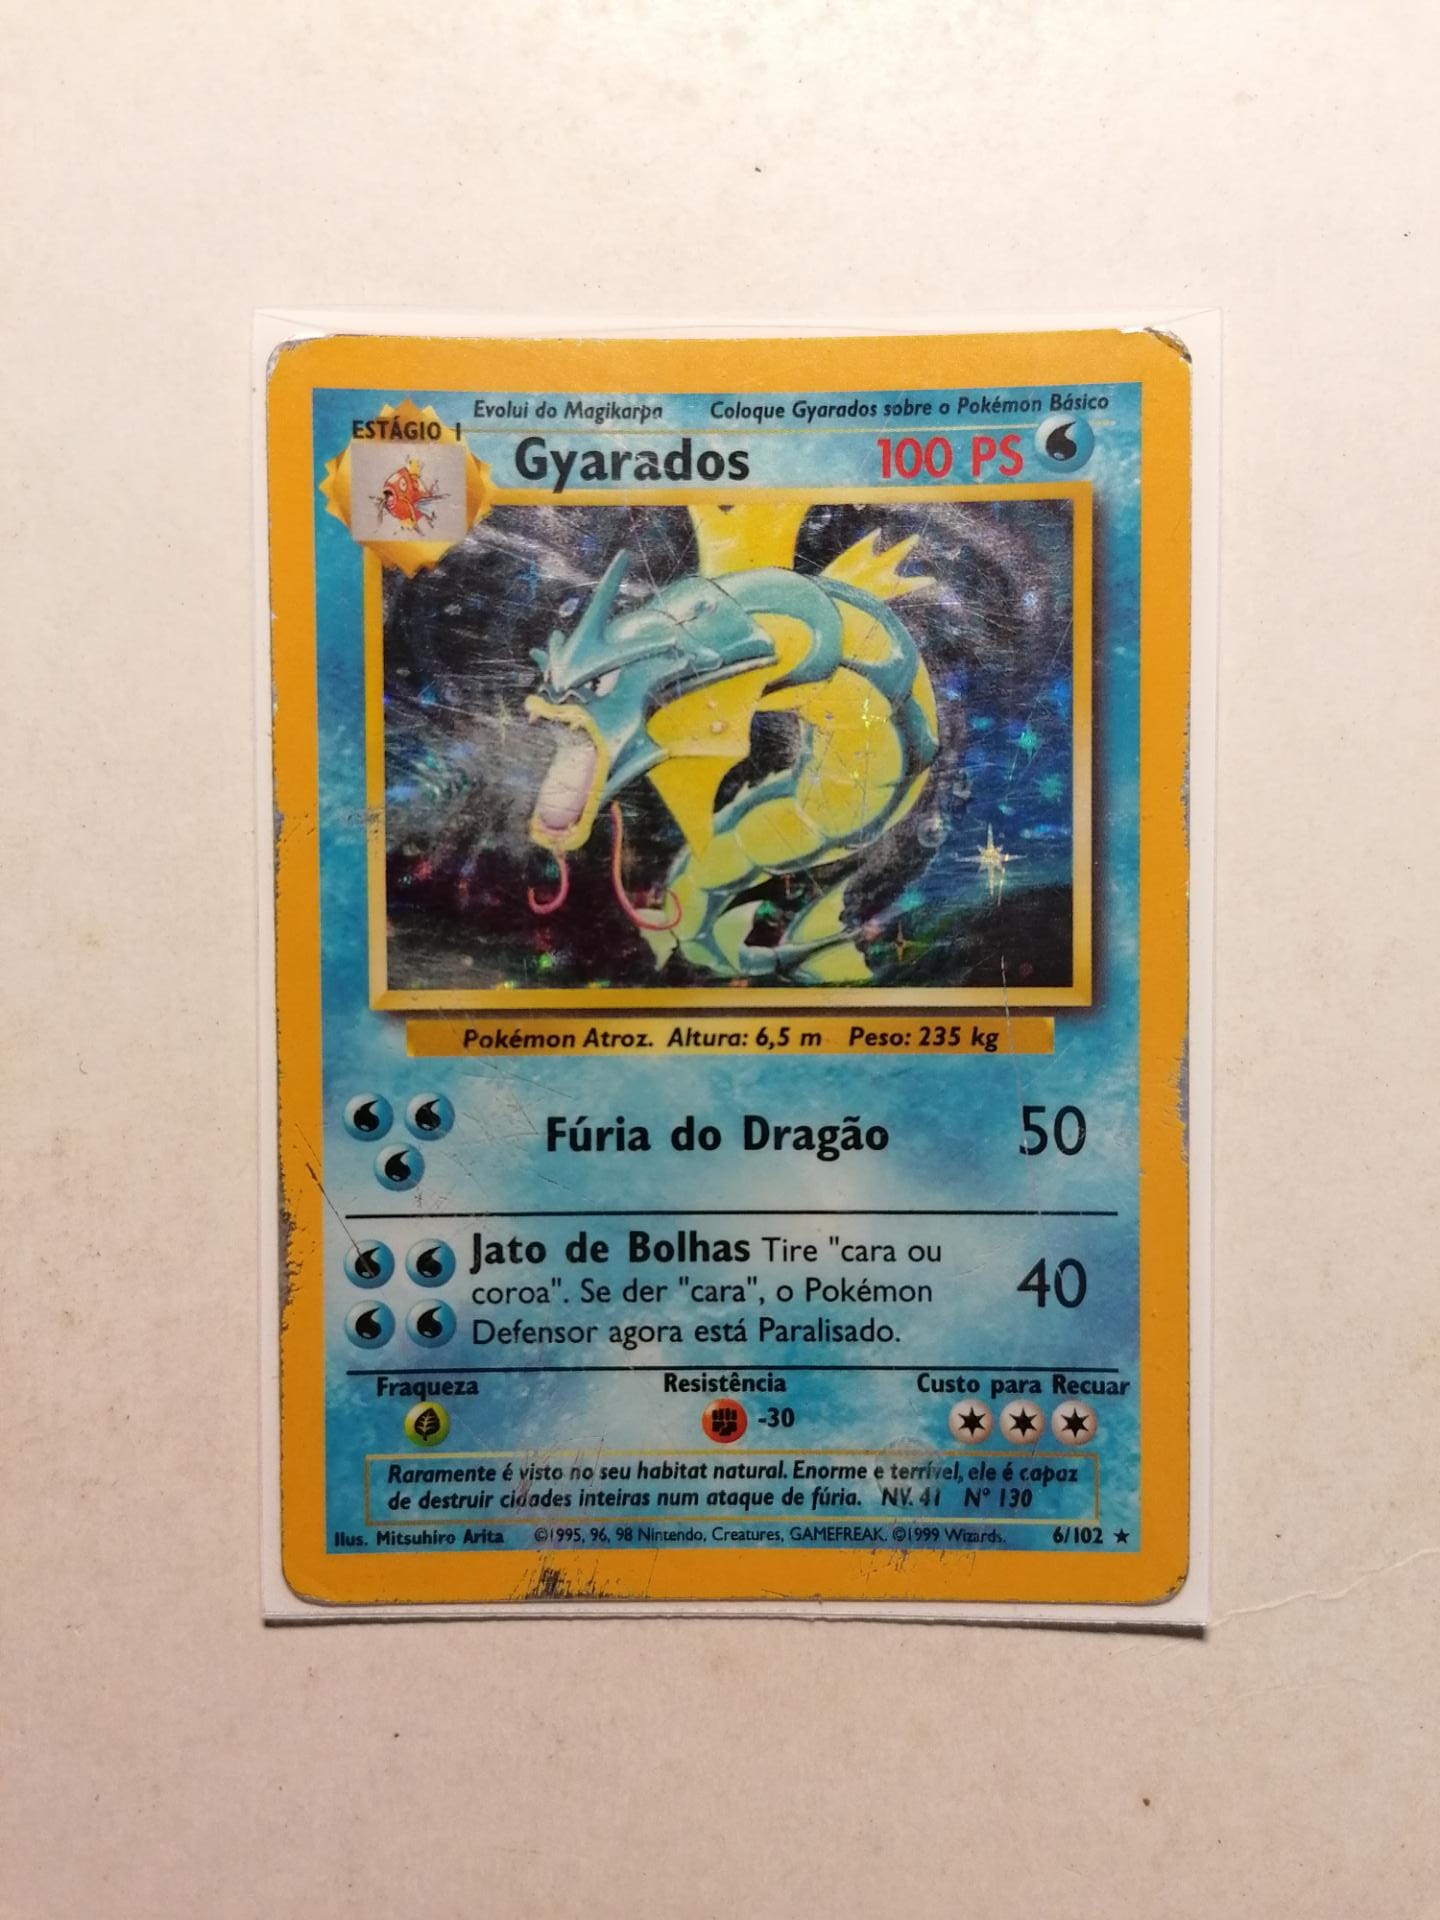 Evolui do Magikarpa Coloque Gyarados sobre o Pokémon Básico
ESTÁGIO 1
Gyarados 100 PS
Pokémon Atroz. Altura: 6,5 m Peso: 235 kg
Fúria do Dragão 50
Jato de Bolhas Tire "cara ou
coroa". Se der "cara", o Pokémon
Defensor agora está Paralisado.
40
Fraqueza Resistência Custo para Recuar
-30
Raramente é visto no seu habitat natural. Enorme e terrível, ele é capaz
de destruir cidades inteiras num ataque de fúria. NV. 41 Nº 130
Ilus. Mitsuhiro Arita ©1995, 96, 98 Nintendo, Creatures, GAMEFREAK. ©1999 Wizards. 6/102 ★